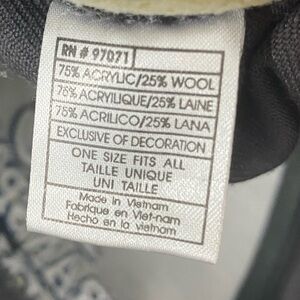 RN # 97071
75% ACRYLIC/25% WOOL
75% ACRYLIQUE/25% LAINE
75% ACRILICO/25% LANA
EXCLUSIVE OF DECORATION
ONE SIZE FITS ALL
TAILLE UNIQUE
UNI TAILLE
Made in Vietnam
Fabrique en Viet-nam
Hecho en la vietnam